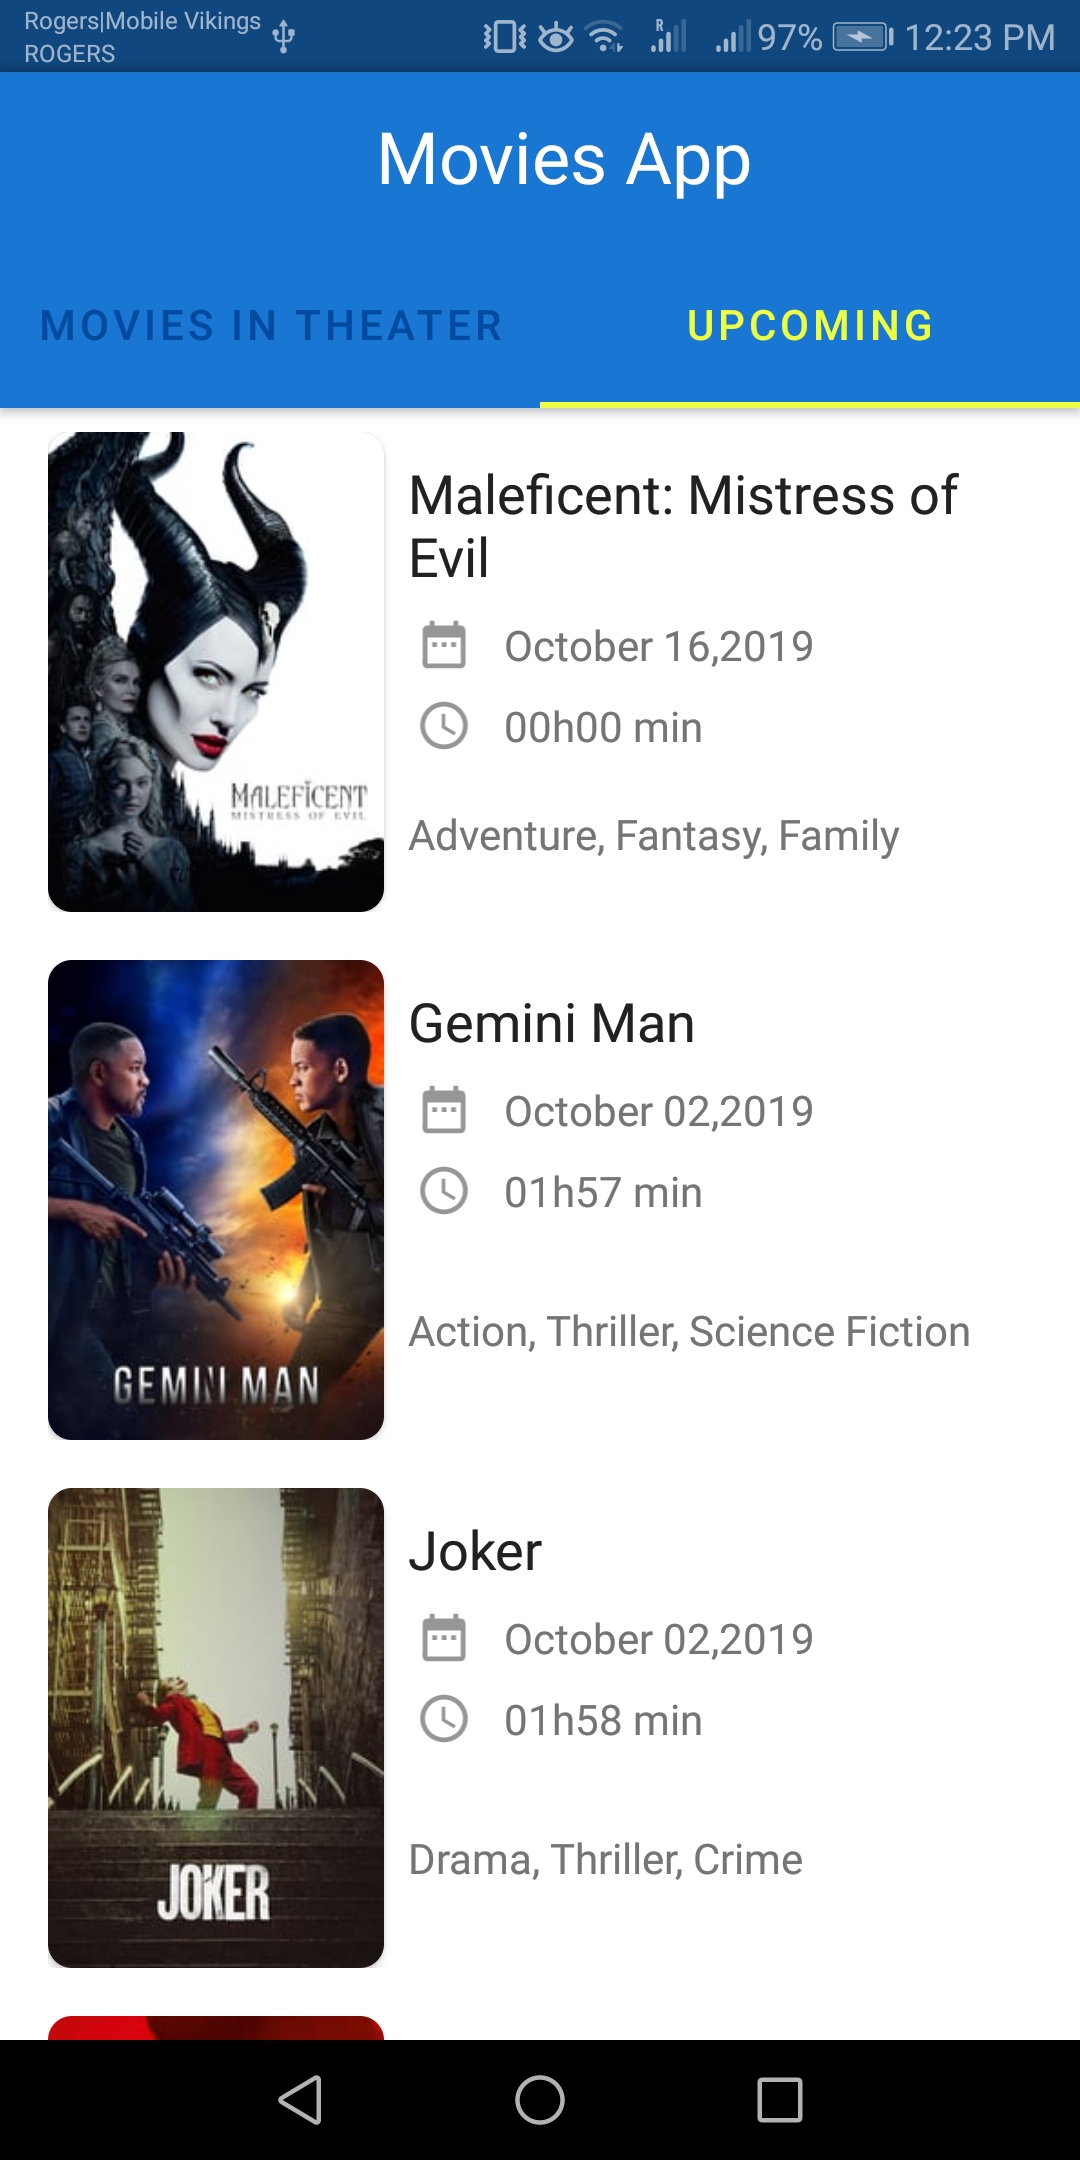 Rogers|Mobile Vikings
ROGERS
R
97%
12:23 PM
Movies App
MOVIES IN THEATER
UPCOMING
MALEFICENT
MISTRESS OF EVIL
Maleficent: Mistress of
Evil
October 16,2019
00h00 min
Adventure, Fantasy, Family
GEMINI MAN
Gemini Man
October 02,2019
01h57 min
Action, Thriller, Science Fiction
JOKER
Joker
October 02,2019
01h58 min
Drama, Thriller, Crime